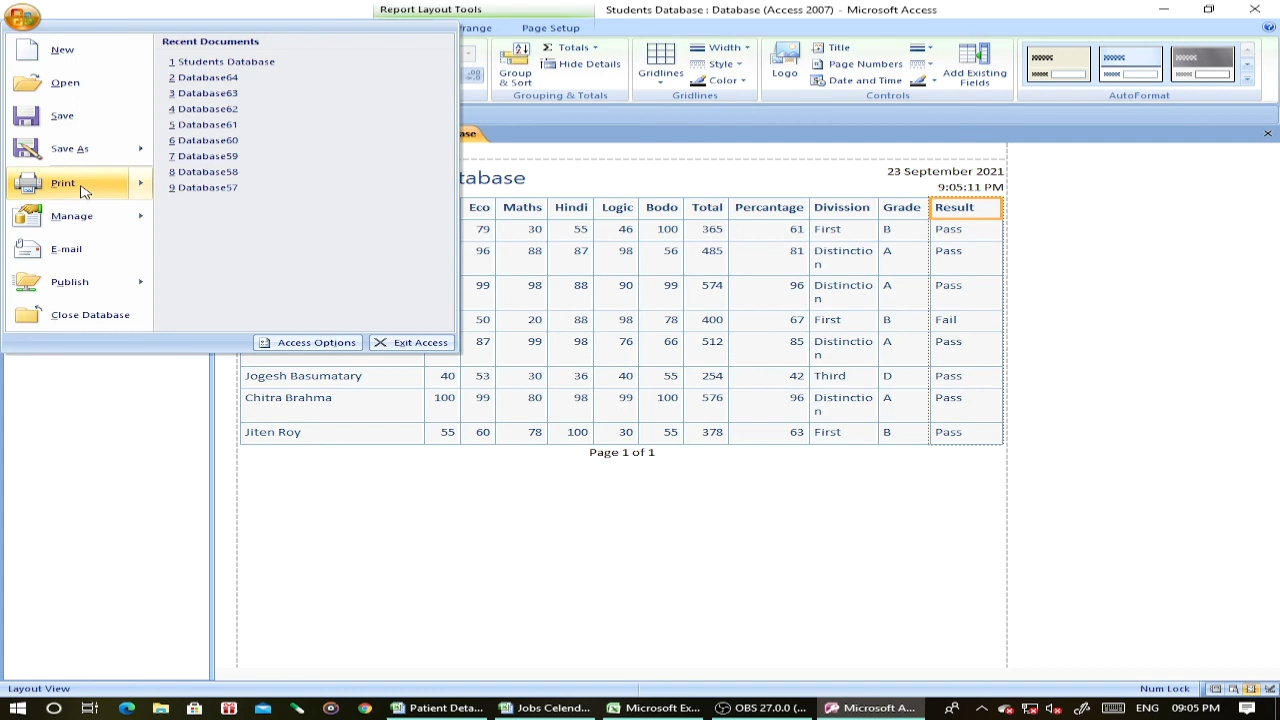 Report Layout Tools
Students Database : Database (Access 2007) - Microsoft Access
range
Page Setup
New
Open
Save
Save As
Print
Manage
E-mail
Publish
Close Database
Recent Documents
1 Students Database
2 Database64
3 Database63
4 Database62
5 Database61
6 Database60
7 Database59
8 Database58
9 Database57
Access Options
Exit Access
Group & Sort
Totals
Hide Details
Grouping & Totals
Gridlines
Width
Style
Color
Gridlines
Logo
Title
Page Numbers
Date and Time
Add Existing Fields
Controls
AutoFormat
ase
tabase
23 September 2021
9:05:11 PM
Eco Maths Hindi Logic Bodo Total Percantage Divission Grade Result
79 30 55 46 100 365 61 First B Pass
96 88 87 98 56 485 81 Distinctio
n A Pass
99 98 88 90 99 574 96 Distinctio
n A Pass
50 20 88 98 78 400 67 First B Fail
87 99 98 76 66 512 85 Distinctio
n A Pass
Jogesh Basumatary 40 53 30 36 40 55 254 42 Third D Pass
Chitra Brahma 100 99 80 98 99 100 576 96 Distinctio
n A Pass
Jiten Roy 55 60 78 100 30 55 378 63 First B Pass
Page 1 of 1
Layout View
Num Lock
Patient Deta...
Jobs Celend...
Microsoft Ex...
OBS 27.0.0 (...
Microsoft A...
ENG
09:05 PM